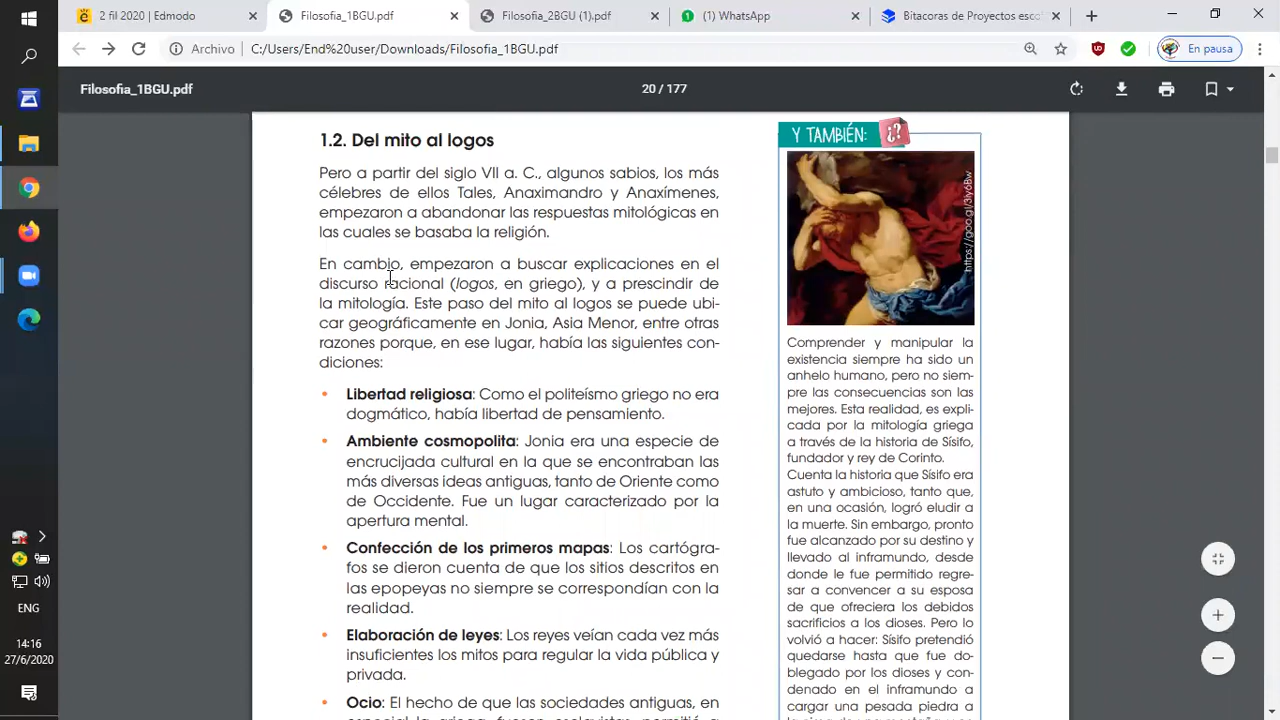 2 fil 2020 | Edmodo
Filosofia_1BGU.pdf
Filosofia_2BGU (1).pdf
(1) WhatsApp
Bitacoras de Proyectos escol
Archivo
C:/Users/End%20user/Downloads/Filosofia_1BGU.pdf
En pausa
Filosofia_1BGU.pdf
20 / 177
1.2. Del mito al logos
Pero a partir del siglo VII a. C., algunos sabios, los más
célebres de ellos Tales, Anaximandro y Anaxímenes,
empezaron a abandonar las respuestas mitológicas en
las cuales se basaba la religión.
En cambio, empezaron a buscar explicaciones en el
discurso racional (logos, en griego), y a prescindir de
la mitología. Este paso del mito al logos se puede ubi-
car geográficamente en Jonia, Asia Menor, entre otras
razones porque, en ese lugar, había las siguientes con-
diciones:
• Libertad religiosa: Como el politeísmo griego no era
dogmático, había libertad de pensamiento.
• Ambiente cosmopolita: Jonia era una especie de
encrucijada cultural en la que se encontraban las
más diversas ideas antiguas, tanto de Oriente como
de Occidente. Fue un lugar caracterizado por la
apertura mental.
• Confección de los primeros mapas: Los cartógra-
fos se dieron cuenta de que los sitios descritos en
las epopeyas no siempre se correspondían con la
realidad.
• Elaboración de leyes: Los reyes veían cada vez más
insuficientes los mitos para regular la vida pública y
privada.
• Ocio: El hecho de que las sociedades antiguas, en
Y TAMBIÉN: ¿?
https://goo.gl/3iy6Bw
Comprender y manipular la
existencia siempre ha sido un
anhelo humano, pero no siem-
pre las consecuencias son las
mejores. Esta realidad, es expli-
cada por la mitología griega
a través de la historia de Sísifo,
fundador y rey de Corinto.
Cuenta la historia que Sísifo era
astuto y ambicioso, tanto que,
en una ocasión, logró eludir a
la muerte. Sin embargo, pronto
fue alcanzado por su destino y
llevado al inframundo, desde
donde le fue permitido regre-
sar a convencer a su esposa
de que ofreciera los debidos
sacrificios a los dioses. Pero lo
volvió a hacer: Sísifo pretendió
quedarse hasta que fue do-
blegado por los dioses y con-
denado en el inframundo a
cargar una pesada piedra a
ENG
14:16
27/6/2020